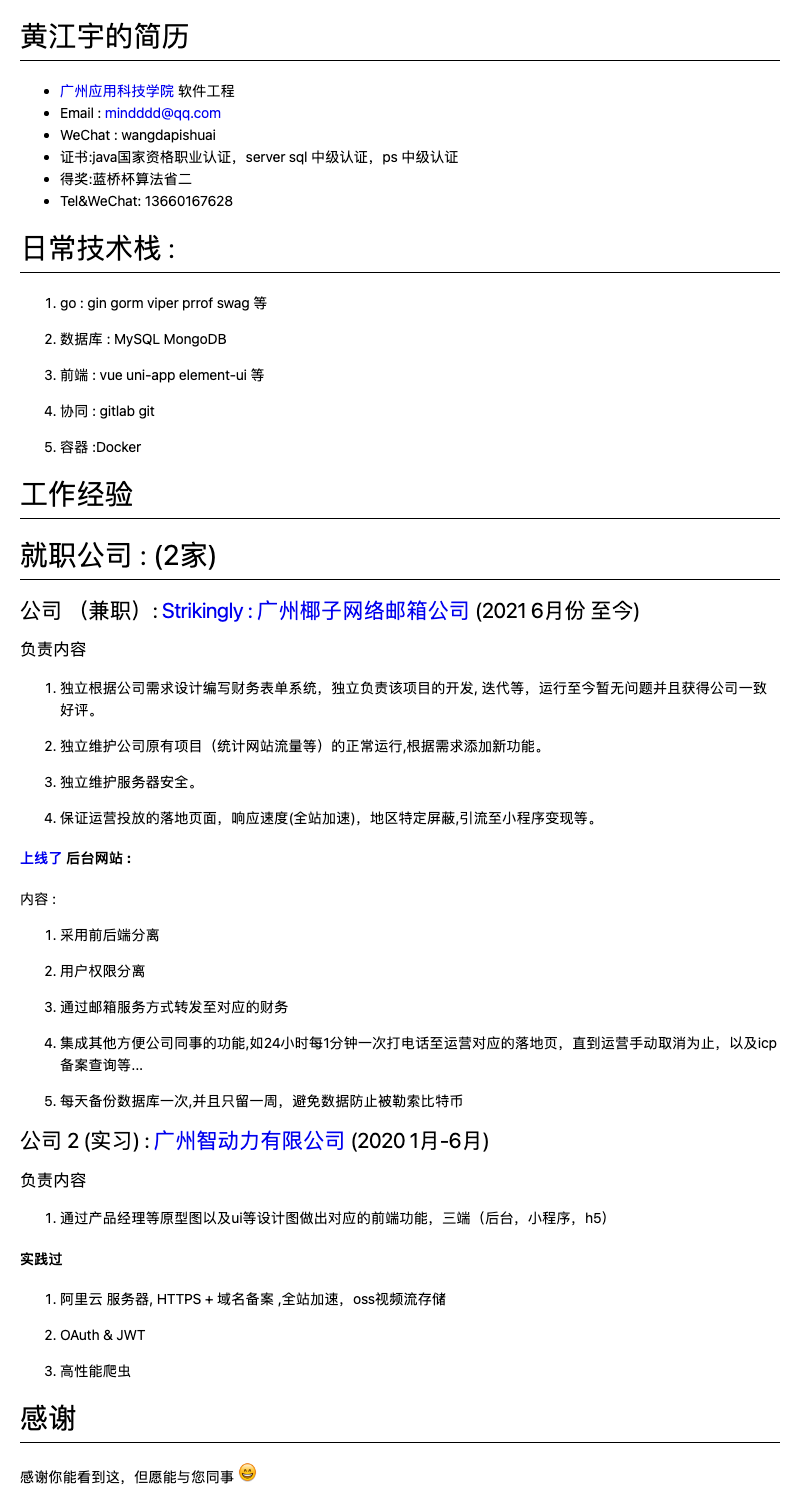 黄江宇的简历
广州应用科技学院 软件工程
Email : mindddd@qq.com
WeChat : wangdapishuai
证书:java国家资格职业认证，server sql 中级认证，ps 中级认证
得奖:蓝桥杯算法省二
Tel&WeChat: 13660167628
日常技术栈 :
1. go : gin gorm viper prrof swag 等
2. 数据库 : MySQL MongoDB
3. 前端 : vue uni-app element-ui 等
4. 协同 : gitlab git
5. 容器 :Docker
工作经验
就职公司 : (2家)
公司 （兼职）: Strikingly : 广州椰子网络邮箱公司 (2021 6月份 至今)
负责内容
1. 独立根据公司需求设计编写财务表单系统，独立负责该项目的开发, 迭代等，运行至今暂无问题并且获得公司一致
好评。
2. 独立维护公司原有项目（统计网站流量等）的正常运行,根据需求添加新功能。
3. 独立维护服务器安全。
4. 保证运营投放的落地页面，响应速度(全站加速)，地区特定屏蔽,引流至小程序变现等。
上线了 后台网站 :
内容 :
1. 采用前后端分离
2. 用户权限分离
3. 通过邮箱服务方式转发至对应的财务
4. 集成其他方便公司同事的功能,如24小时每1分钟一次打电话至运营对应的落地页，直到运营手动取消为止，以及icp
备案查询等...
5. 每天备份数据库一次,并且只留一周，避免数据防止被勒索比特币
公司 2 (实习) : 广州智动力有限公司 (2020 1月-6月)
负责内容
1. 通过产品经理等原型图以及ui等设计图做出对应的前端功能，三端（后台，小程序，h5）
实践过
1. 阿里云 服务器, HTTPS + 域名备案 ,全站加速，oss视频流存储
2. OAuth & JWT
3. 高性能爬虫
感谢
感谢你能看到这，但愿能与您同事 😄